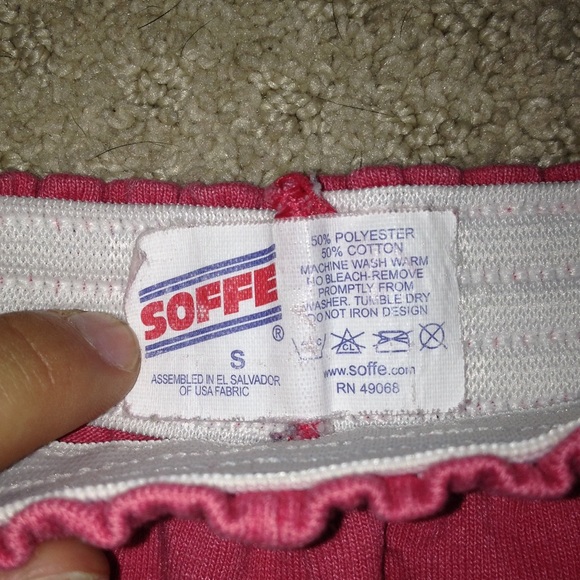 SOFFE
®
S
ASSEMBLED IN EL SALVADOR
OF USA FABRIC
50% POLYESTER
50% COTTON
MACHINE WASH WARM
NO BLEACH-REMOVE
PROMPTLY FROM
WASHER. TUMBLE DRY
DO NOT IRON DESIGN
CL
www.soffe.com
RN 49068